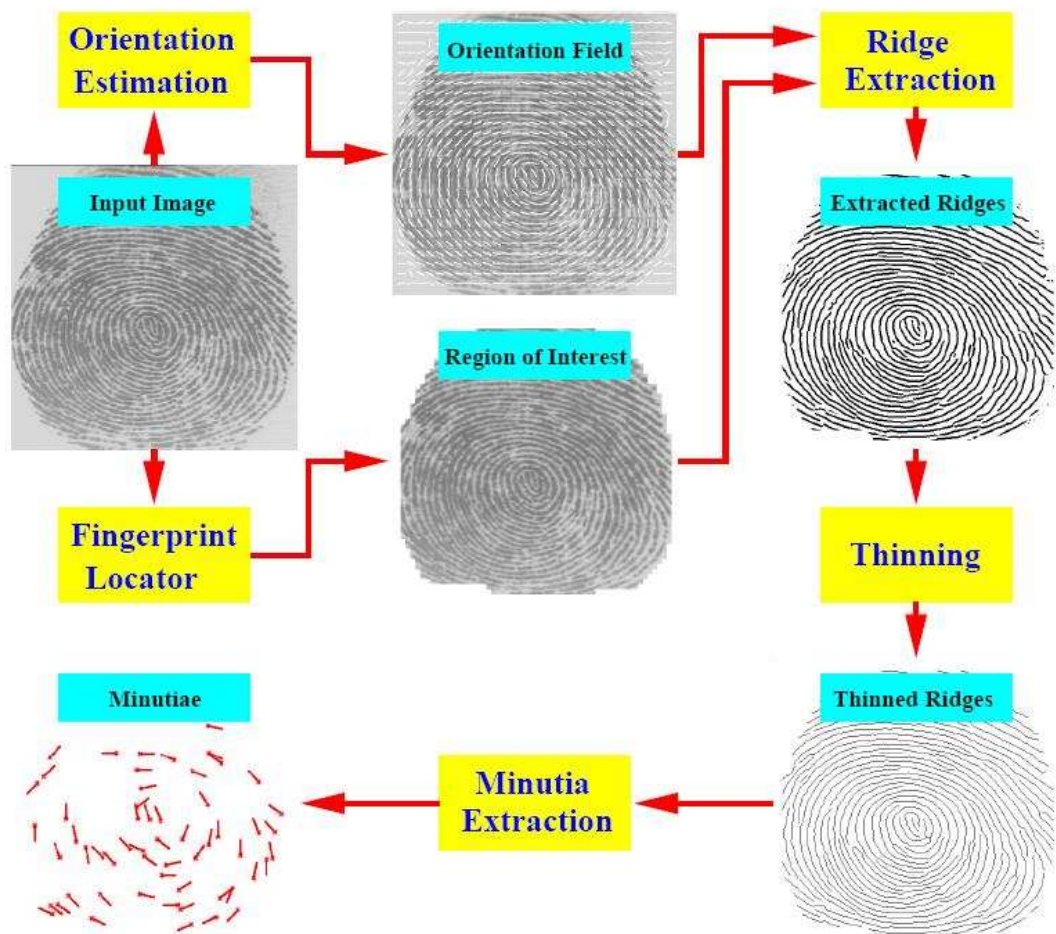 Orientation
Estimation
Orientation Field
Ridge
Extraction
Input Image
Extracted Ridges
Region of Interest
Fingerprint
Locator
Thinning
Minutiae
Thinned Ridges
Minutia
Extraction